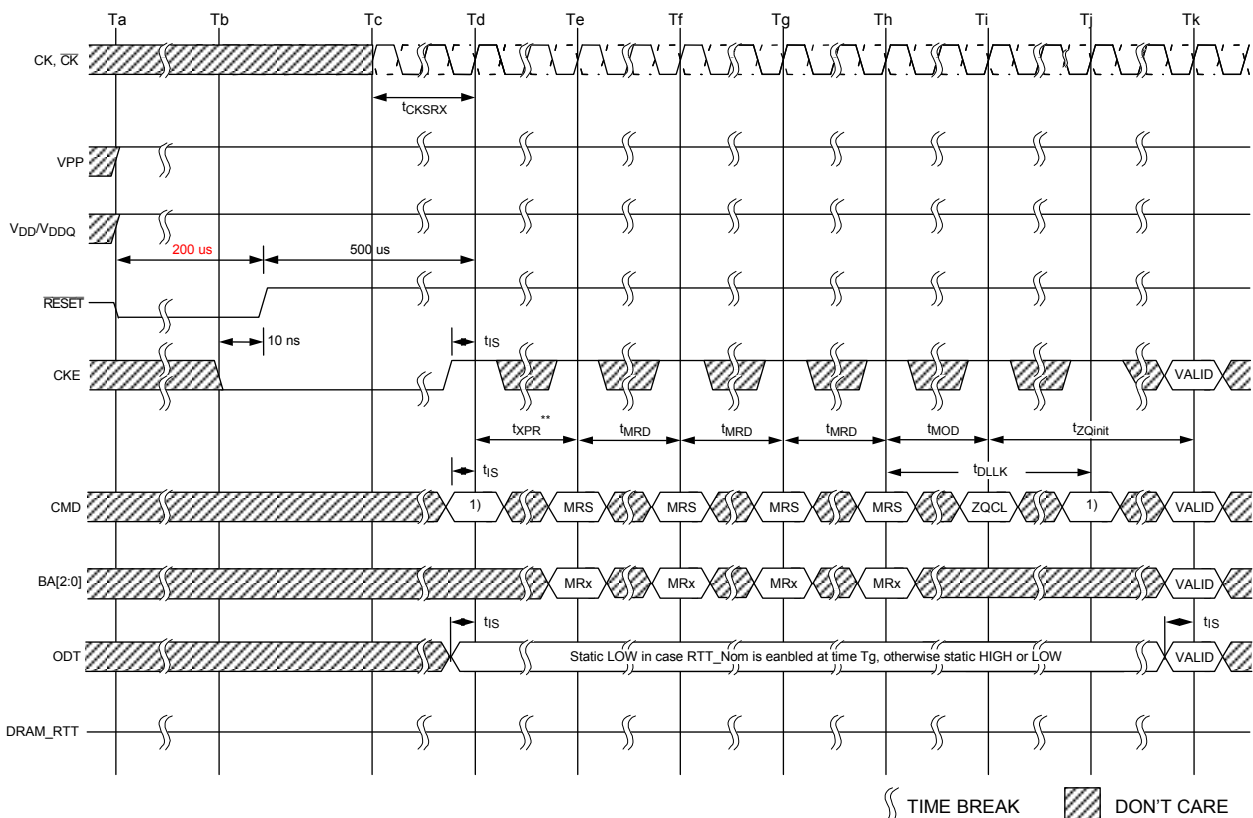 Ta Tb Tc Td Te Tf Tg Th Ti Tj Tk
CK, CK
tCKSRX
VPP
VDD/VDDQ
200 us 500 us
RESET
10 ns tIS
CKE VALID
tXPR** tMRD tMRD tMRD tMOD tZQinit
tIS tDLLK
CMD 1) MRS MRS MRS MRS ZQCL 1) VALID
BA[2:0] MRx MRx MRx MRx VALID
tIS tIS
ODT Static LOW in case RTT_Nom is eanbled at time Tg, otherwise static HIGH or LOW VALID
DRAM_RTT
TIME BREAK DON'T CARE